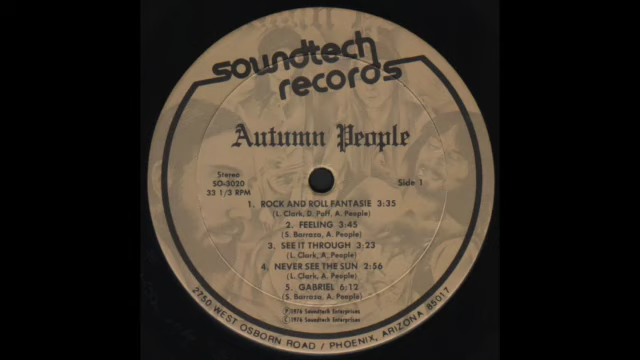 soundtech
records
Autumn People
Stereo
SO-3020
33 1/3 RPM
Side 1
1. ROCK AND ROLL FANTASIE 3:35
(L. Clark, D. Poff, A. People)
2. FEELING 3:45
(S. Barraza, A. People)
3. SEE IT THROUGH 3:23
(L. Clark, A. People)
4. NEVER SEE THE SUN 2:56
(L. Clark, A. People)
5. GABRIEL 6:12
(S. Barraza, A. People)
℗1976 Soundtech Enterprises
©1976 Soundtech Enterprises
2750 WEST OSBORN ROAD / PHOENIX, ARIZONA 85017